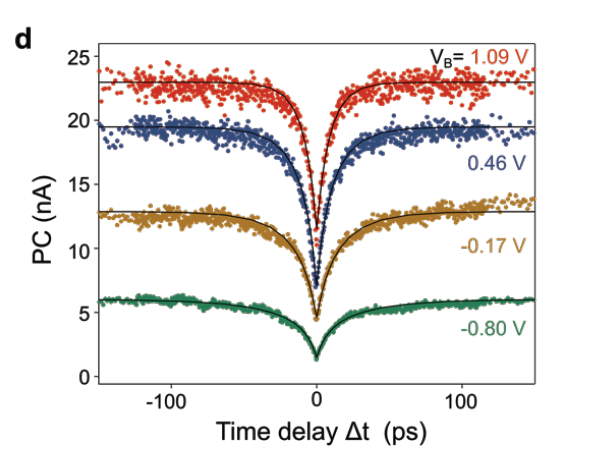 d
V_B= 1.09 V
0.46 V
-0.17 V
-0.80 V
PC (nA)
25
20
15
10
5
0
-100 0 100
Time delay Δt (ps)